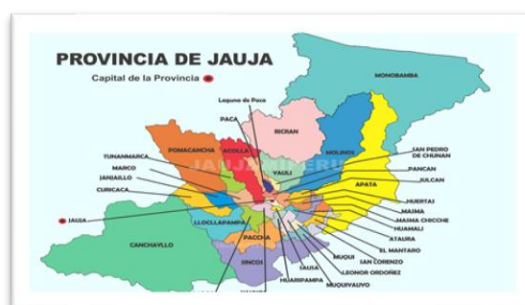 PROVINCIA DE JAUJA
Capital de la Provincia
MONOBAMBA
Laguna de Paca
PACA
RICRAN
POMACANCHA
ACOLLA
MOLINOS
TUNANMARCA
MARCO
JANJAILLO
CURICACA
YAULI
SAN PEDRO
DE CHUNAN
PANCAN
JULCAN
APATA
HUERTAS
MASMA
MASMA CHICCHE
HUAMALI
ATAURA
EL MANTARO
SAN LORENZO
LEONOR ORDOÑEZ
MUQUI
MUQUIYAUYO
SAUSA
HUARIPAMPA
JAUJA
LLOCLLAPAMPA
CANCHAYLLO
PACCHA
SINCOS